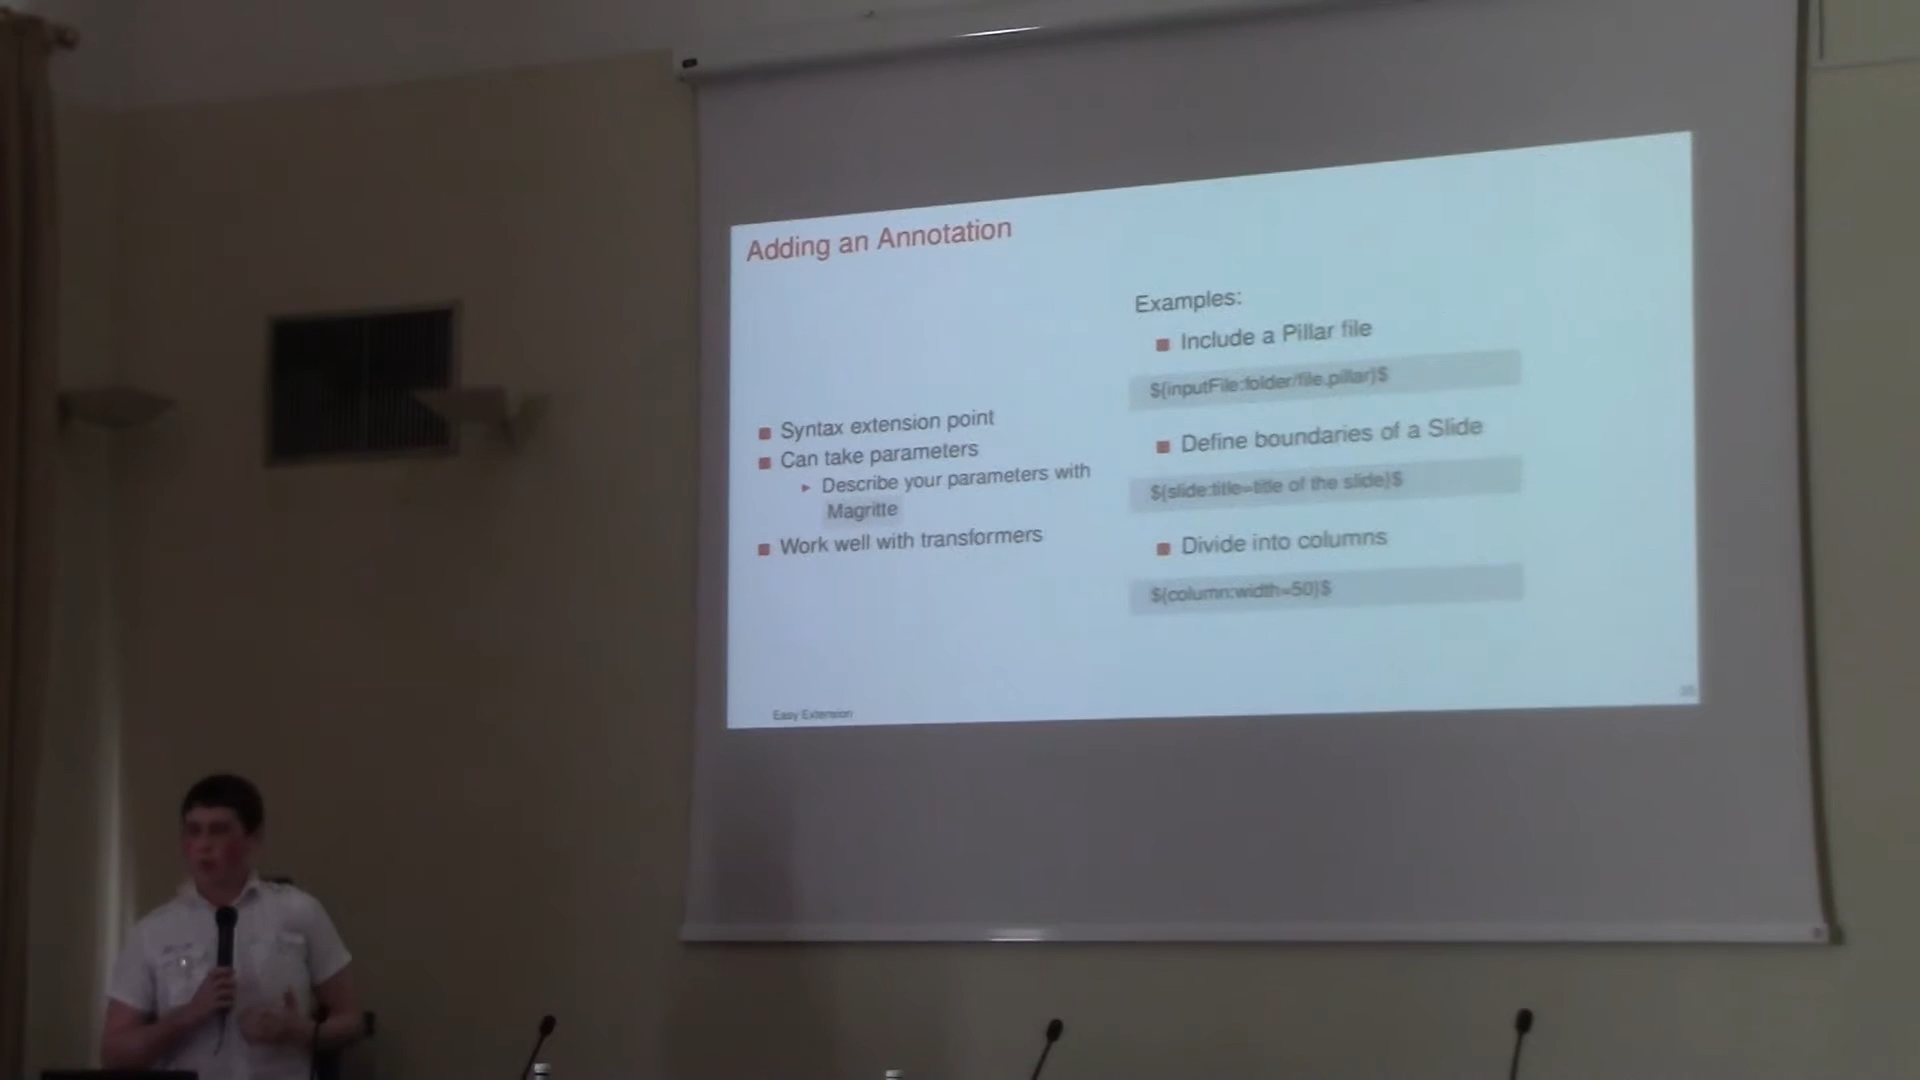 Adding an Annotation
Syntax extension point
Can take parameters
Describe your parameters with
Magritte
Work well with transformers
Examples:
Include a Pillar file
${inputFile:folder/file.pillar}$
Define boundaries of a Slide
${slide:title=title of the slide}$
Divide into columns
${column:width=50}$
Easy Extension